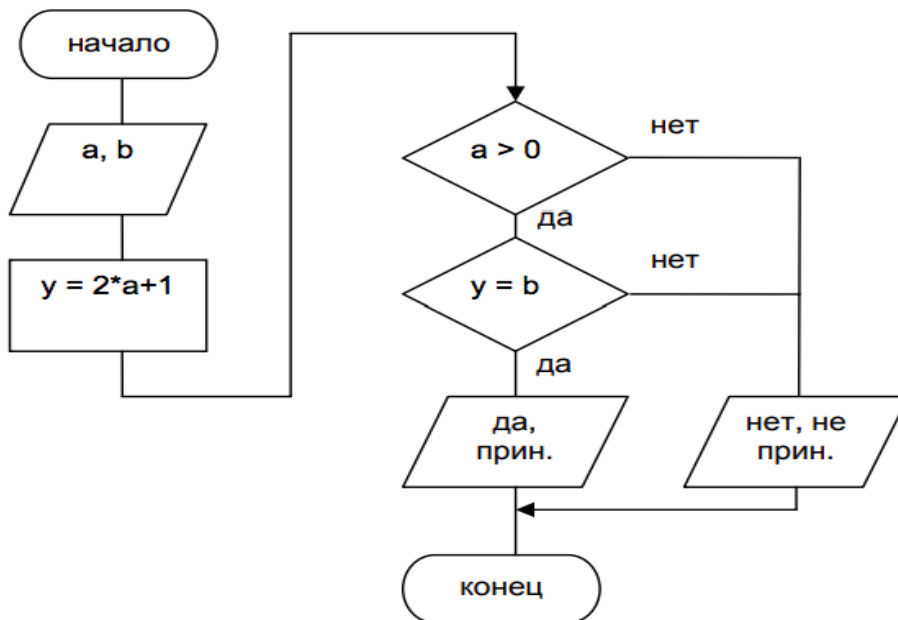 начало
a, b
y = 2*a+1
a > 0
нет
да
y = b
нет
да
да,
прин.
нет, не
прин.
конец